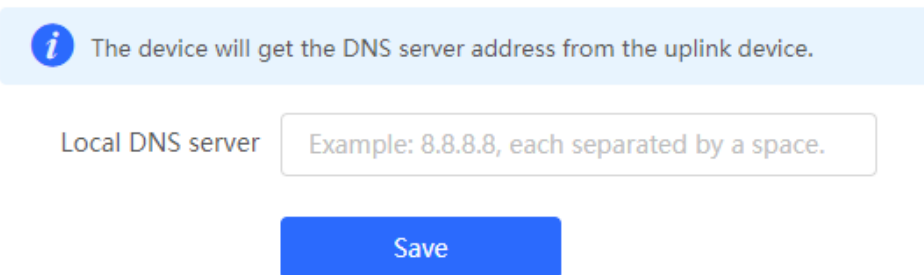 i The device will get the DNS server address from the uplink device.
Local DNS server Example: 8.8.8.8, each separated by a space.
Save